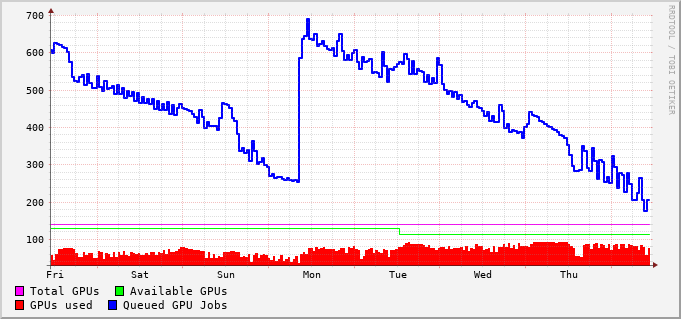 700
600
500
400
300
200
100
Fri Sat Sun Mon Tue Wed Thu
Total GPUs Available GPUs
GPUs used Queued GPU Jobs
RRDTOOL / TOBI OETIKER